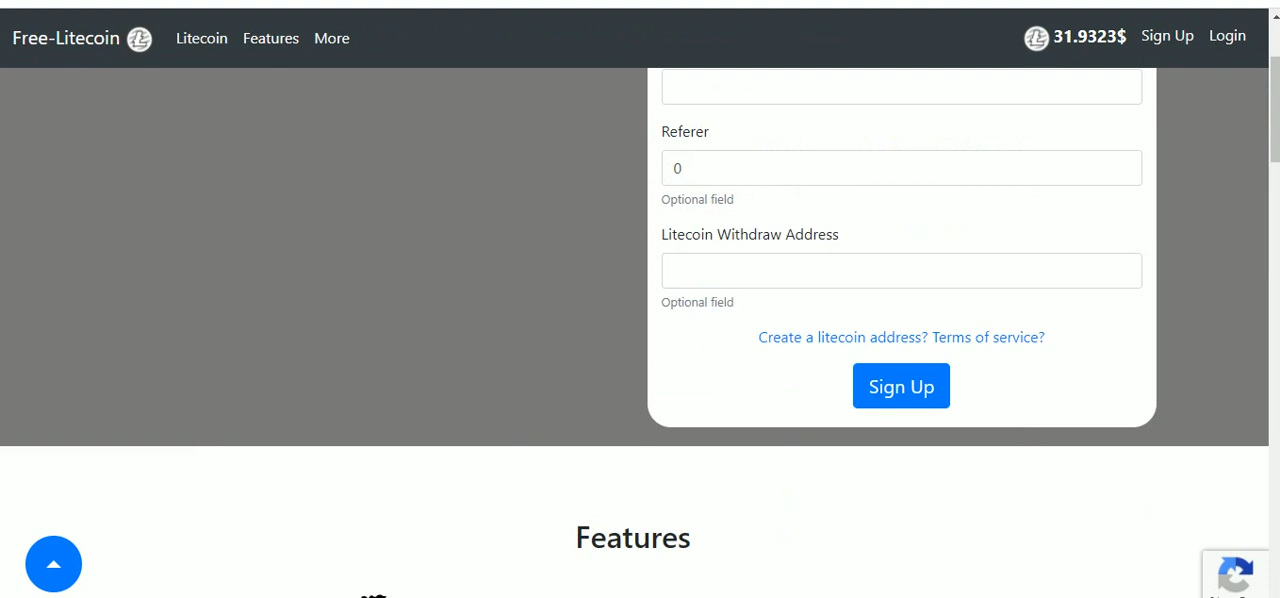 Free-Litecoin Litecoin Features More 31.9323$ Sign Up Login
Referer
0
Optional field
Litecoin Withdraw Address
Optional field
Create a litecoin address? Terms of service?
Sign Up
Features